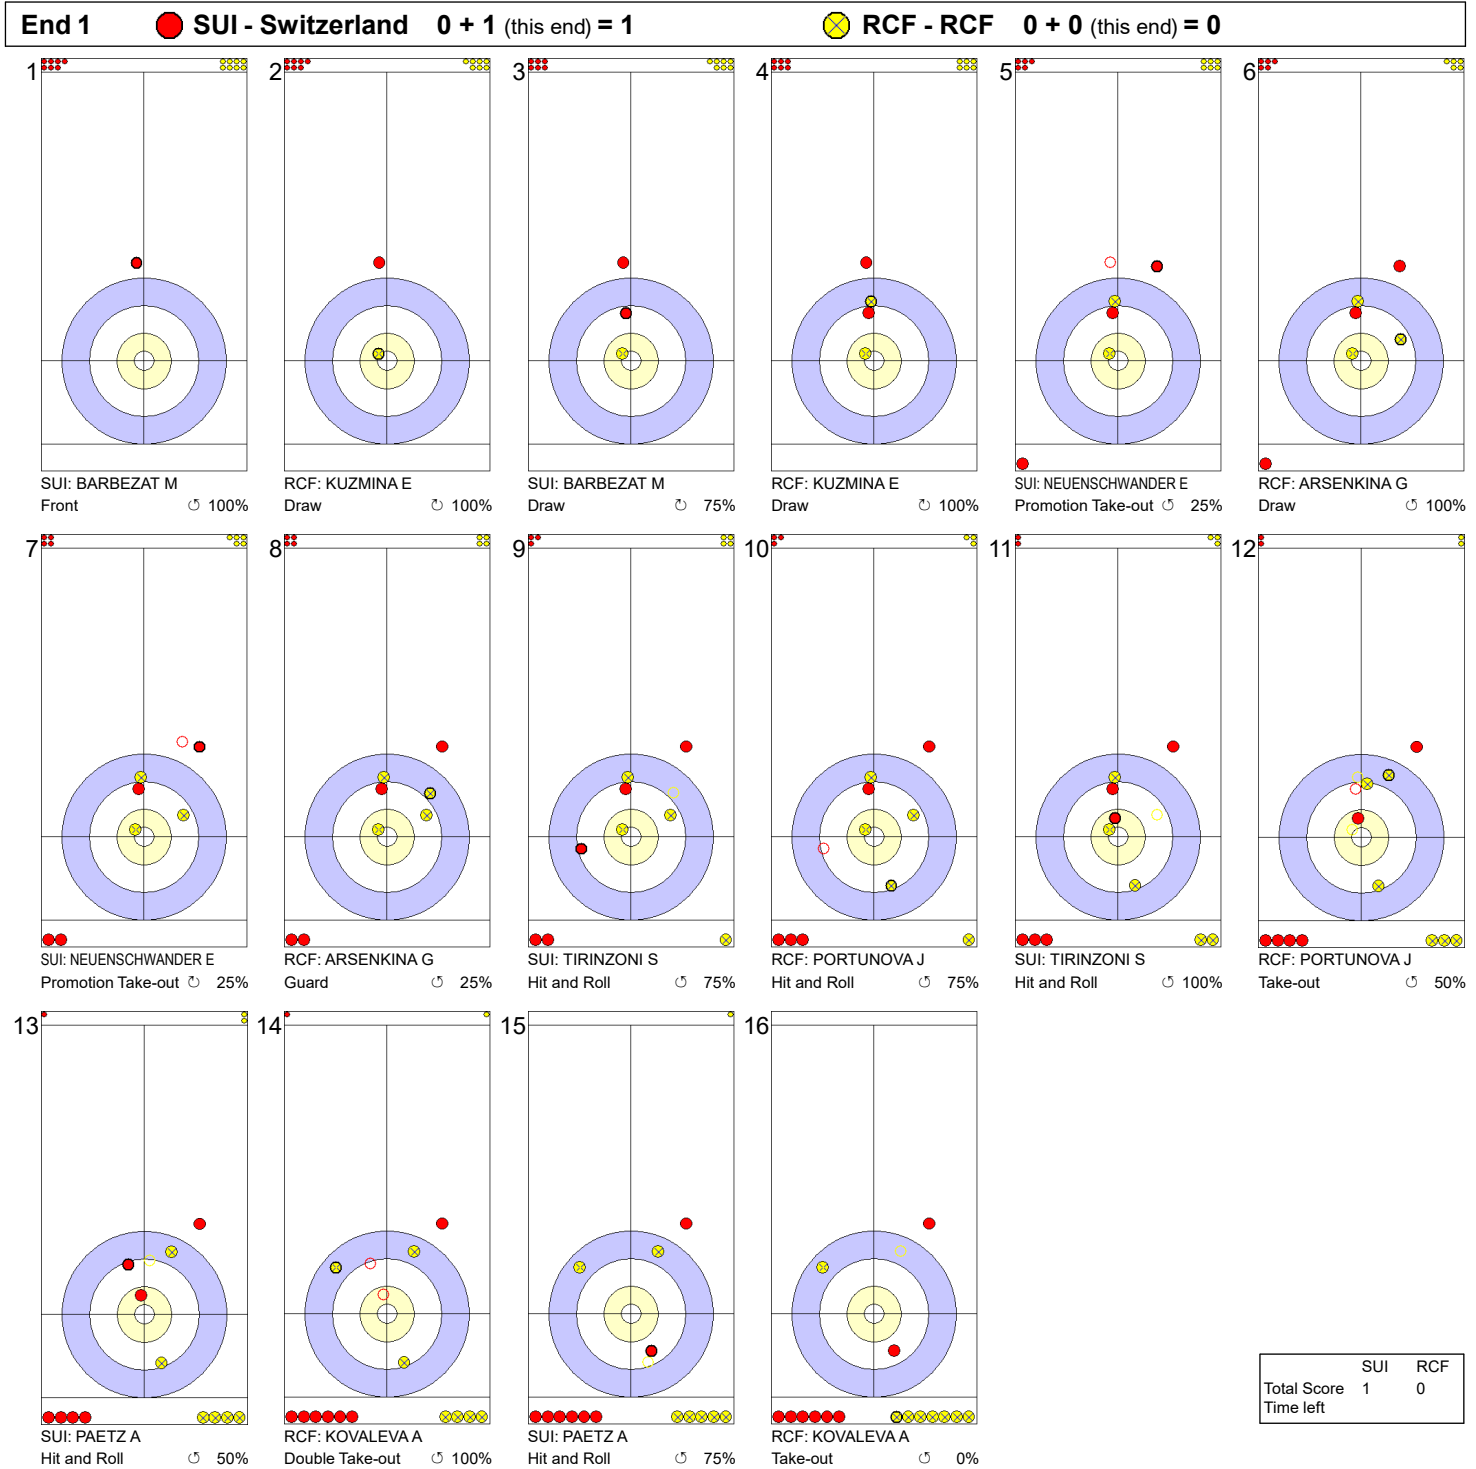 End 1 SUI - Switzerland 0 + 1 (this end) = 1 RCF - RCF 0 + 0 (this end) = 0
1 2 3 4 5 6
SUI: BARBEZAT M RCF: KUZMINA E SUI: BARBEZAT M RCF: KUZMINA E SUI: NEUENSCHWANDER E RCF: ARSENKINA G
Front ↻ 100% Draw ↻ 100% Draw ↺ 75% Draw ↺ 100% Promotion Take-out ↺ 25% Draw ↺ 100%
7 8 9 10 11 12
SUI: NEUENSCHWANDER E RCF: ARSENKINA G SUI: TIRINZONI S RCF: PORTUNOVA J SUI: TIRINZONI S RCF: PORTUNOVA J
Promotion Take-out ↻ 25% Guard ↺ 25% Hit and Roll ↺ 75% Hit and Roll ↺ 75% Hit and Roll ↺ 100% Take-out ↺ 50%
13 14 15 16
SUI: PAETZ A RCF: KOVALEVA A SUI: PAETZ A RCF: KOVALEVA A
Hit and Roll ↺ 50% Double Take-out ↺ 100% Hit and Roll ↺ 75% Take-out ↺ 0%
SUI RCF
Total Score 1 0
Time left